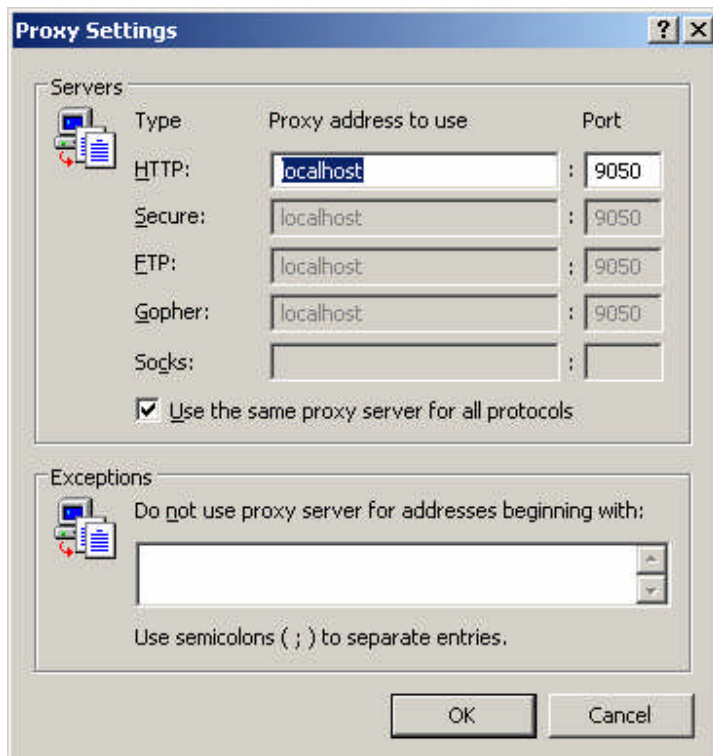 Proxy Settings
Servers
Type Proxy address to use Port
HTTP: localhost : 9050
Secure: localhost : 9050
FTP: localhost : 9050
Gopher: localhost : 9050
Socks: :
Use the same proxy server for all protocols
Exceptions
Do not use proxy server for addresses beginning with:
Use semicolons ( ; ) to separate entries.
OK Cancel